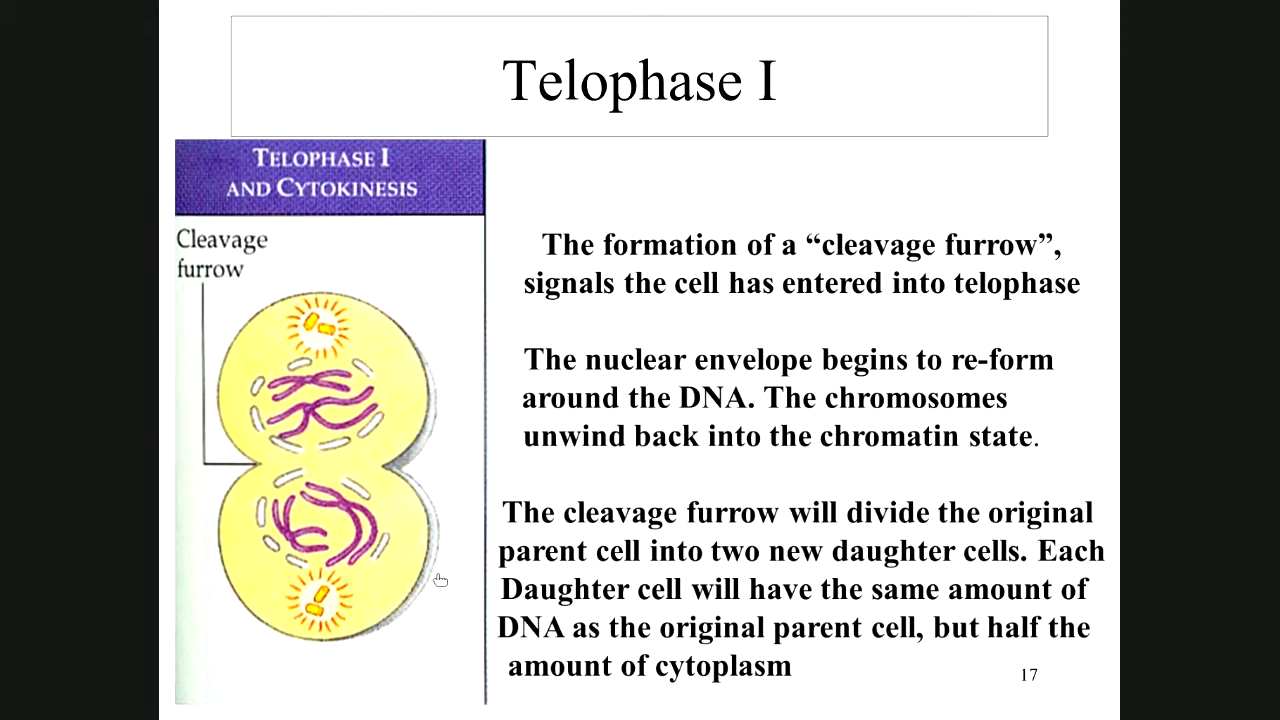 Telophase I
TELOPHASE I
AND CYTOKINESIS
Cleavage
furrow
The formation of a “cleavage furrow”,
signals the cell has entered into telophase
The nuclear envelope begins to re-form
around the DNA. The chromosomes
unwind back into the chromatin state.
The cleavage furrow will divide the original
parent cell into two new daughter cells. Each
Daughter cell will have the same amount of
DNA as the original parent cell, but half the
amount of cytoplasm
17